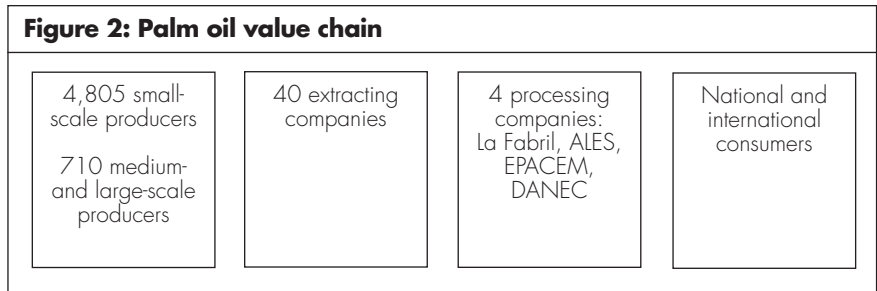 Figure 2: Palm oil value chain
4,805 small-
scale producers
710 medium-
and large-scale
producers
40 extracting
companies
4 processing
companies:
La Fabril, ALES,
EPACEM,
DANEC
National and
international
consumers